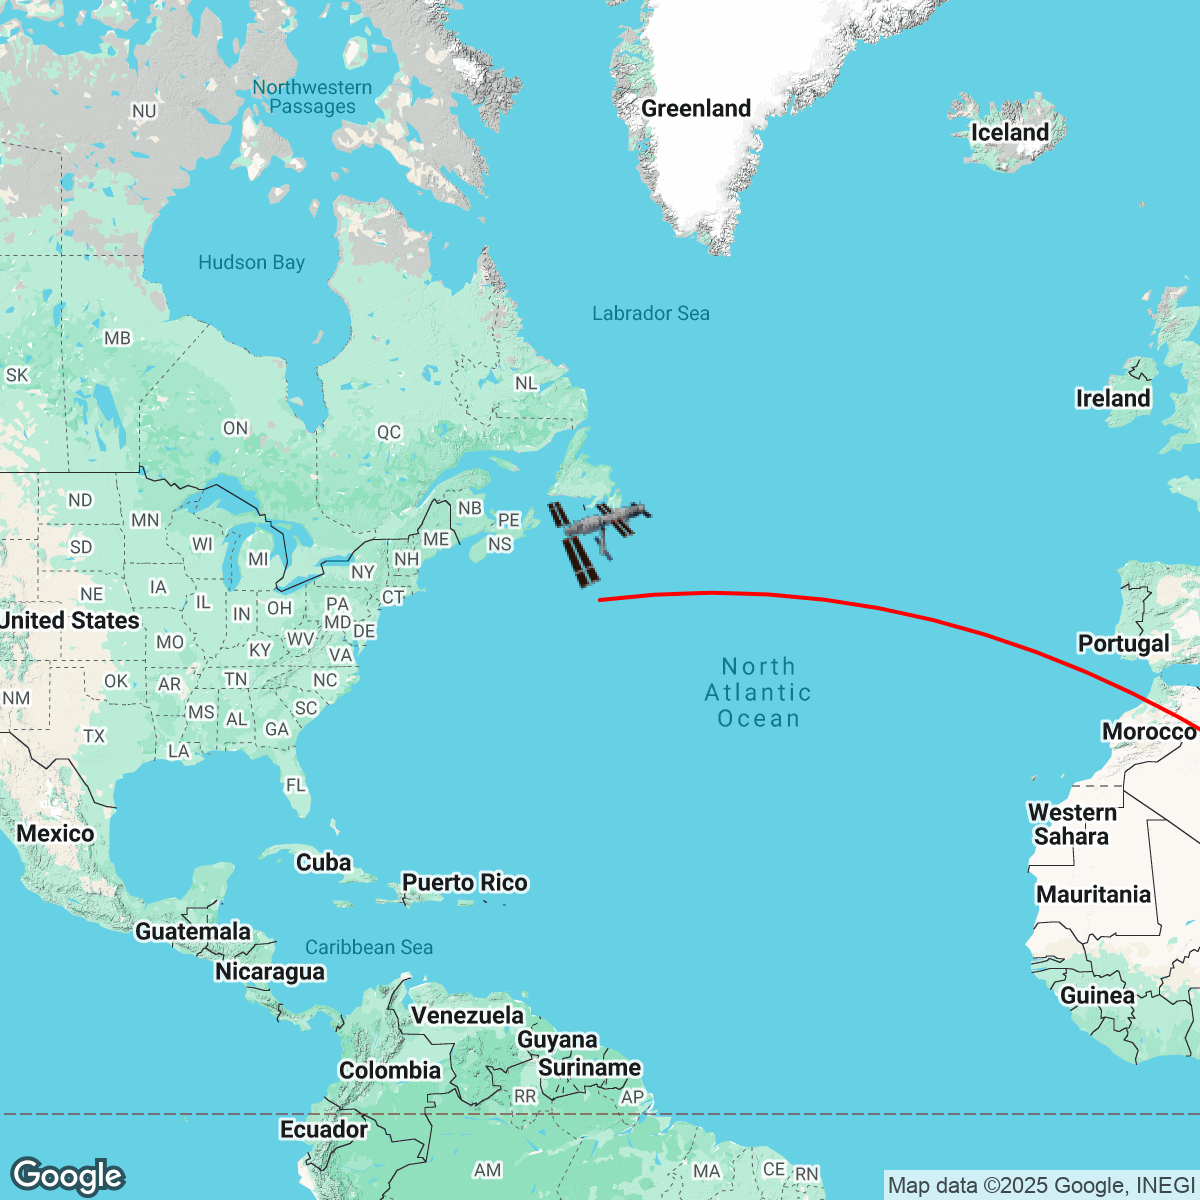 Northwestern
Passages
NU
Greenland
Iceland
Hudson Bay
Labrador Sea
MB
SK
NL
Ireland
ON
QC
ND
MN
NB
PE
WI
SD
MI
ME
NS
NH
NY
IA
NE
IL
IN
OH
PA
CT
United States
MD
DE
MO
WV
KY
VA
Portugal
North
Atlantic
Ocean
OK
AR
TN
NC
NM
MS
AL
SC
GA
TX
LA
Morocco
FL
Western
Sahara
Mexico
Cuba
Puerto Rico
Mauritania
Guatemala
Caribbean Sea
Nicaragua
Guinea
Venezuela
Guyana
Colombia
Suriname
RR
AP
Ecuador
AM
MA
CE
RN
Google
Map data ©2025 Google, INEGI